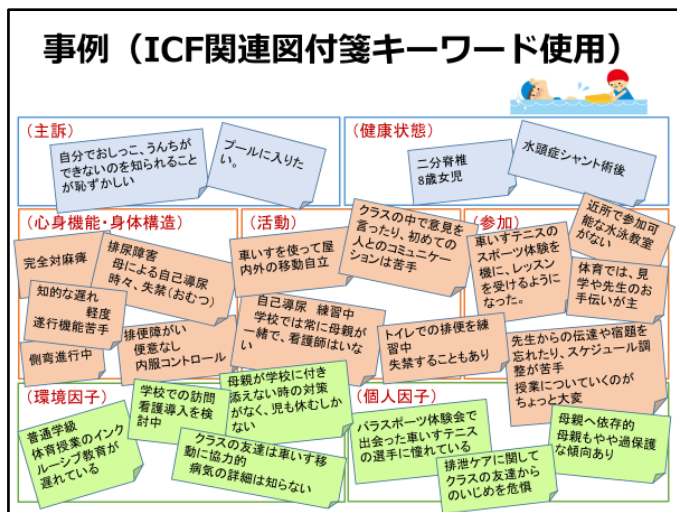 事例（ICF関連図付箋キーワード使用）
（主訴）
自分でおしっこ、うんちが
できないのを知られること
が恥ずかしい
プールに入りた
い。
（健康状態）
二分脊椎
8歳女児
水頭症シャント術後
（心身機能・身体構造）
完全対麻痺
排尿障害
母による自己導尿
時々、失禁（おむつ）
知的な遅れ
軽度
遂行機能苦手
側弯進行中
排便障がい
便意なし
内服コントロール
（活動）
車いすを使って屋
内外の移動自立
クラスの中で意見を
言ったり、初めての
人とのコミュニケー
ションは苦手
自己導尿　練習中
学校では常に母親が
一緒で、看護師はいな
い
トイレでの排便を練
習中
失禁することもあり
（参加）
車いすテニスの
スポーツ体験を
機に、レッスン
を受けるように
なった。
近所で参加可
能な水泳教室
がない
体育では、見
学や先生のお
手伝いが主
先生からの伝達や宿題を
忘れたり、スケジュール調
整が苦手
授業についていくのが
ちょっと大変
（環境因子）
普通学級
体育授業のインク
ルーシブ教育が
遅れている
学校での訪問
看護導入を検
討中
母親が学校に付き
添えない時の対策
がなく、児も休むしか
ない
クラスの友達は車いす移
動に協力的
病気の詳細は知らない
（個人因子）
パラスポーツ体験会で
出会った車いすテニス
の選手に憧れている
排泄ケアに関して
クラスの友達から
のいじめを危惧
母親へ依存的
母親もやや過保護
な傾向あり